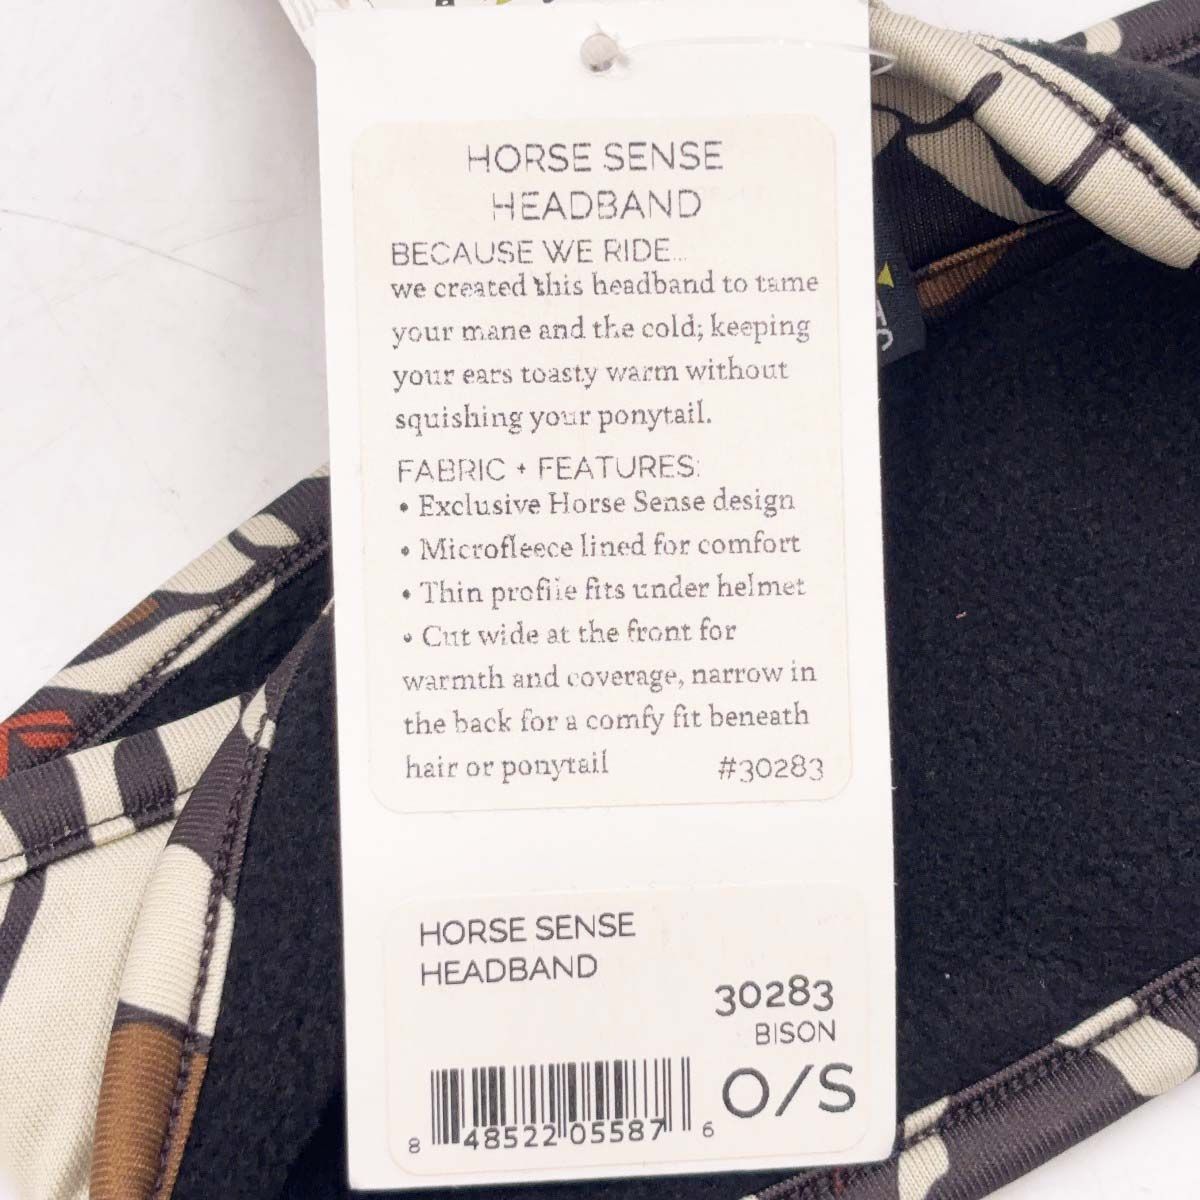 HORSE SENSE
HEADBAND
BECAUSE WE RIDE...
we created this headband to tame
your mane and the cold; keeping
your ears toasty warm without
squishing your ponytail.
FABRIC + FEATURES:
• Exclusive Horse Sense design
• Microfleece lined for comfort
• Thin profile fits under helmet
• Cut wide at the front for
warmth and coverage, narrow in
the back for a comfy fit beneath
hair or ponytail #30283
HORSE SENSE
HEADBAND
30283
BISON
O/S
8 48522 05587 6